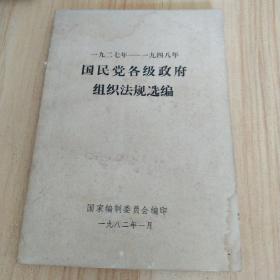 一九二七年——一九四八年
国民党各级政府
组织法规选编
国家编制委员会编印
一九八二年一月